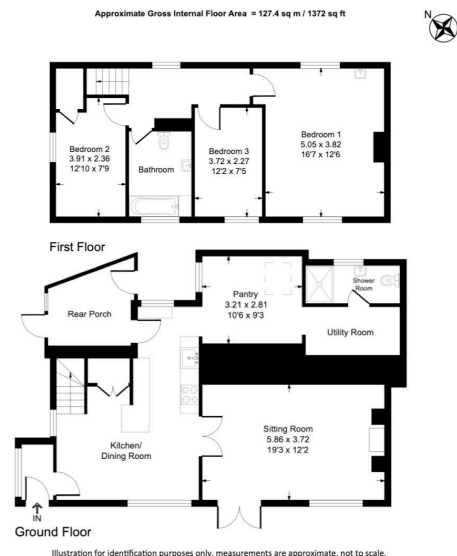 Approximate Gross Internal Floor Area = 127.4 sq m / 1372 sq ft
N
Bedroom 2
3.91 x 2.36
12'10 x 7'9
Bathroom
Bedroom 3
3.72 x 2.27
12'2 x 7'5
Bedroom 1
5.05 x 3.82
16'7 x 12'6
First Floor
Rear Porch
Pantry
3.21 x 2.81
10'6 x 9'3
Shower
Room
Utility Room
Kitchen/
Dining Room
Sitting Room
5.86 x 3.72
19'3 x 12'2
IN
Ground Floor
Illustration for identification purposes only, measurements are approximate, not to scale.